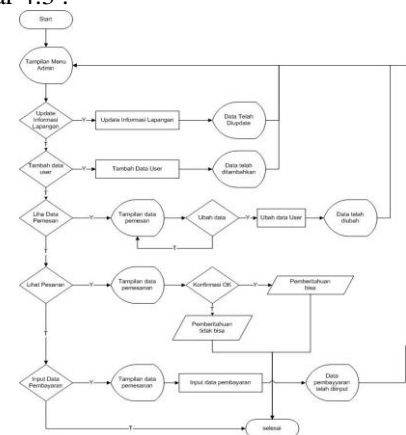 ar 4.3 :
Start
Tampilan Menu
Admin
Update
Informasi
Lapangan
Y
Update Informasi Lapangan
Data Telah
Diupdate
T
Tambah data
user
Y
Tambah Data User
Data telah
ditambahkan
T
Liha Data
Pemesan
Y
Tampilan data
pemesan
Ubah data
Y
Ubah data User
Data telah
diubah
T
T
Lihat Pesanan
Y
Tampilan data
pemesanan
Konfirmasi OK
Y
Pemberitahuan
bisa
T
Pemberitahuan
tidak bisa
T
Input Data
Pembayaran
Y
Tampilan data
pemesanan
Input data pembayaran
Data
pembayyaran
telah diinput
T
selesai